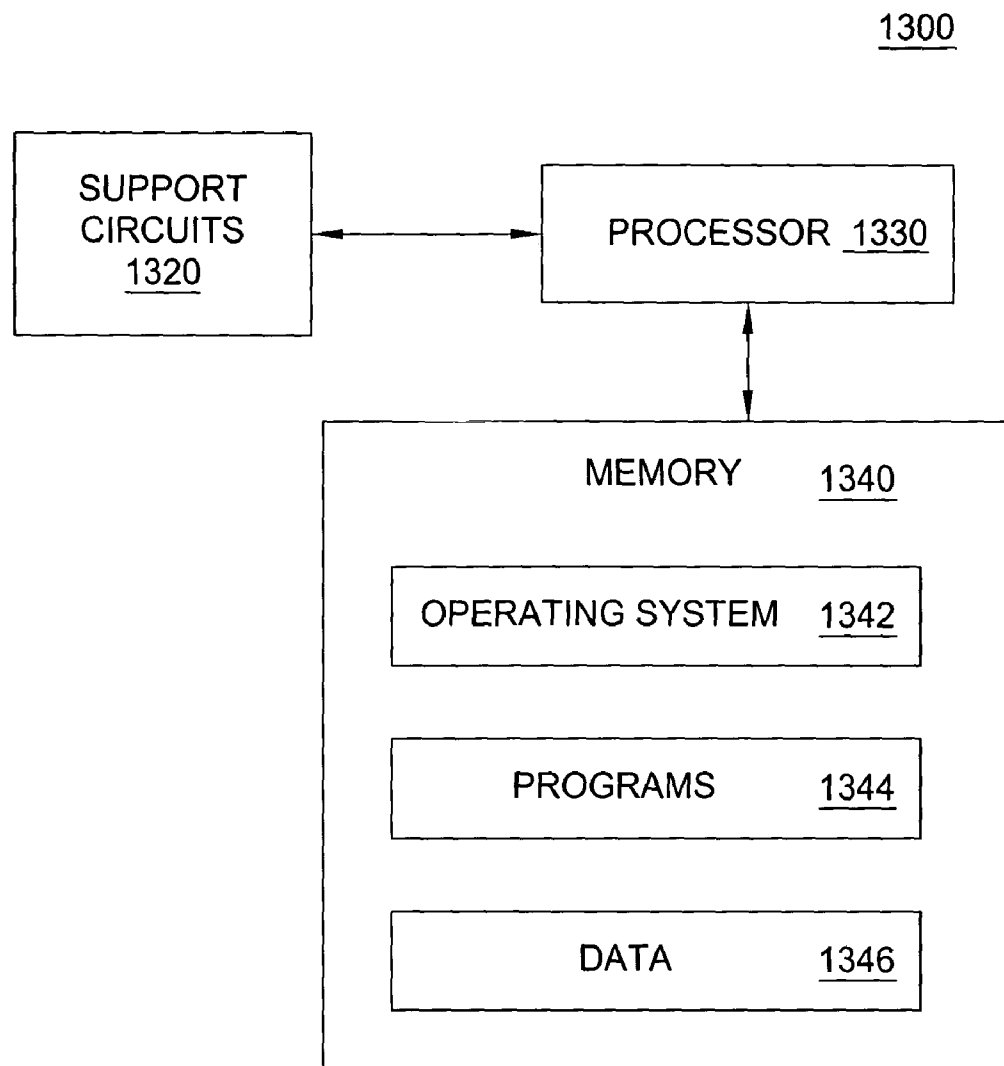 1300
SUPPORT
CIRCUITS
1320
PROCESSOR 1330
MEMORY 1340
OPERATING SYSTEM 1342
PROGRAMS 1344
DATA 1346